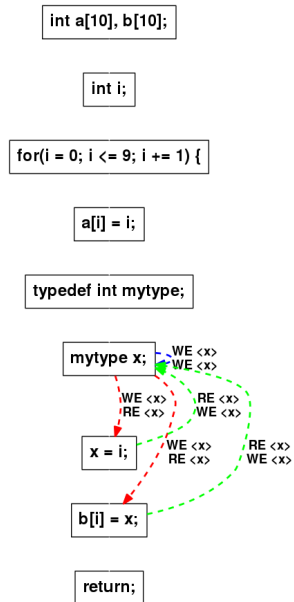 int a[10], b[10];
int i;
for(i = 0; i <= 9; i += 1) {
a[i] = i;
typedef int mytype;
mytype x;
WE <x>
WE <x>
WE <x>
RE <x>
RE <x>
WE <x>
x = i;
WE <x>
RE <x>
RE <x>
WE <x>
b[i] = x;
return;